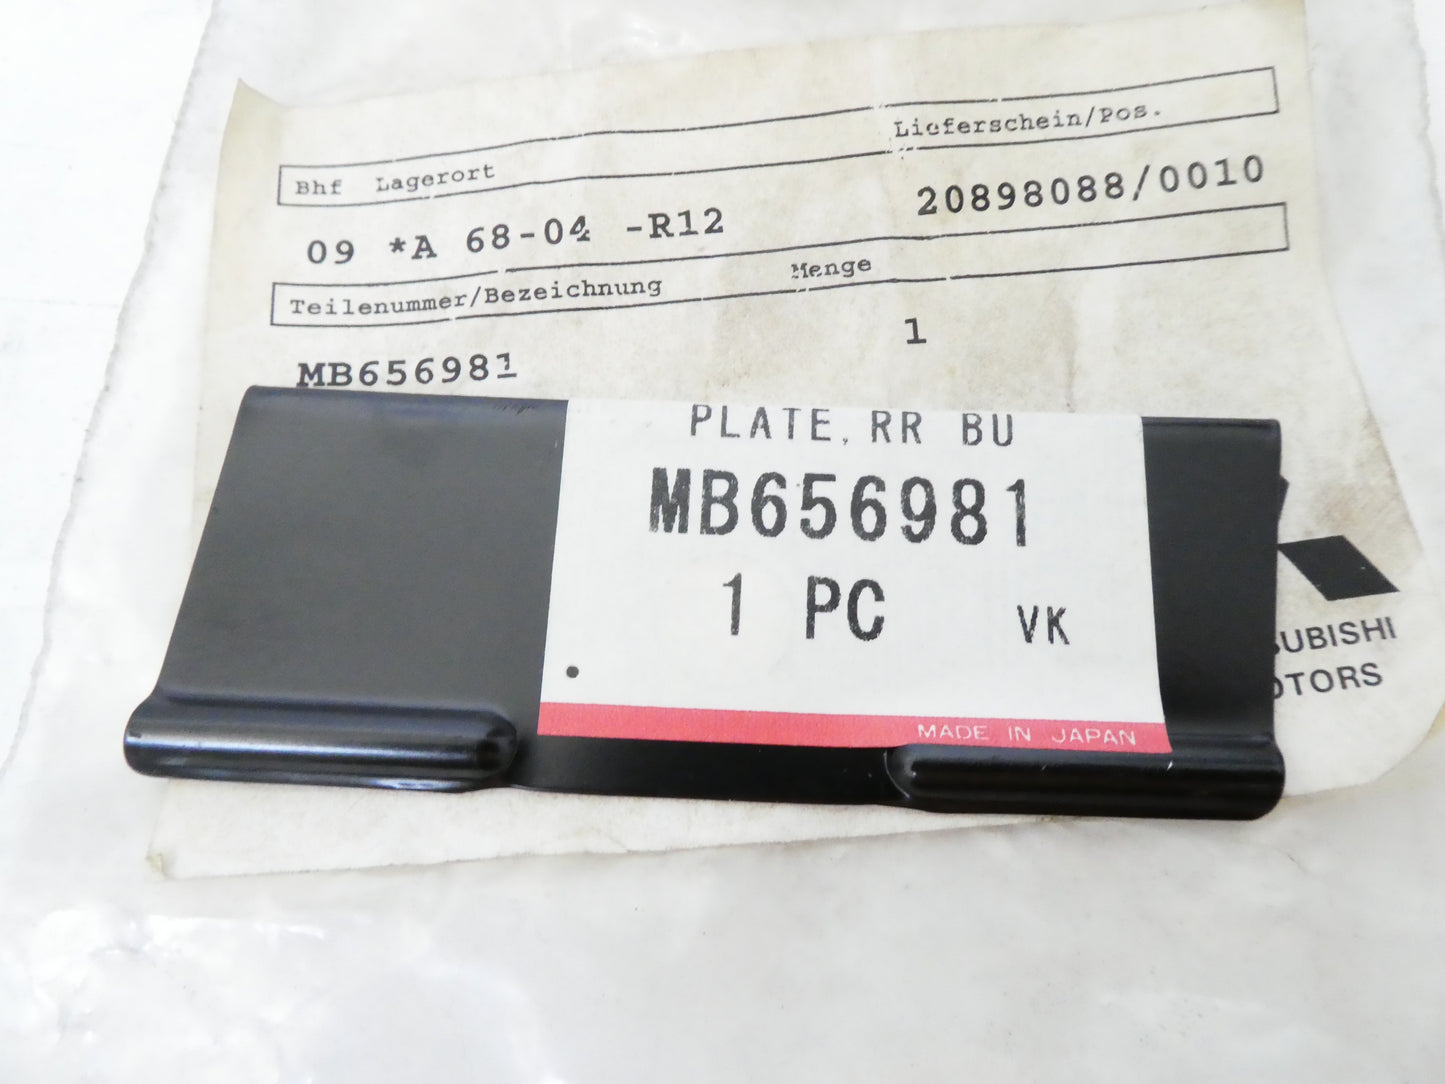 Bhf Lagerort Lieferschein/Pos.
09 *A 68-04 -R12 20898088/0010
Teilenummer/Bezeichnung Menge
MB656981 1
PLATE, RR BU
MB656981
1 PC VK
MADE IN JAPAN
UBISHI
OTORS